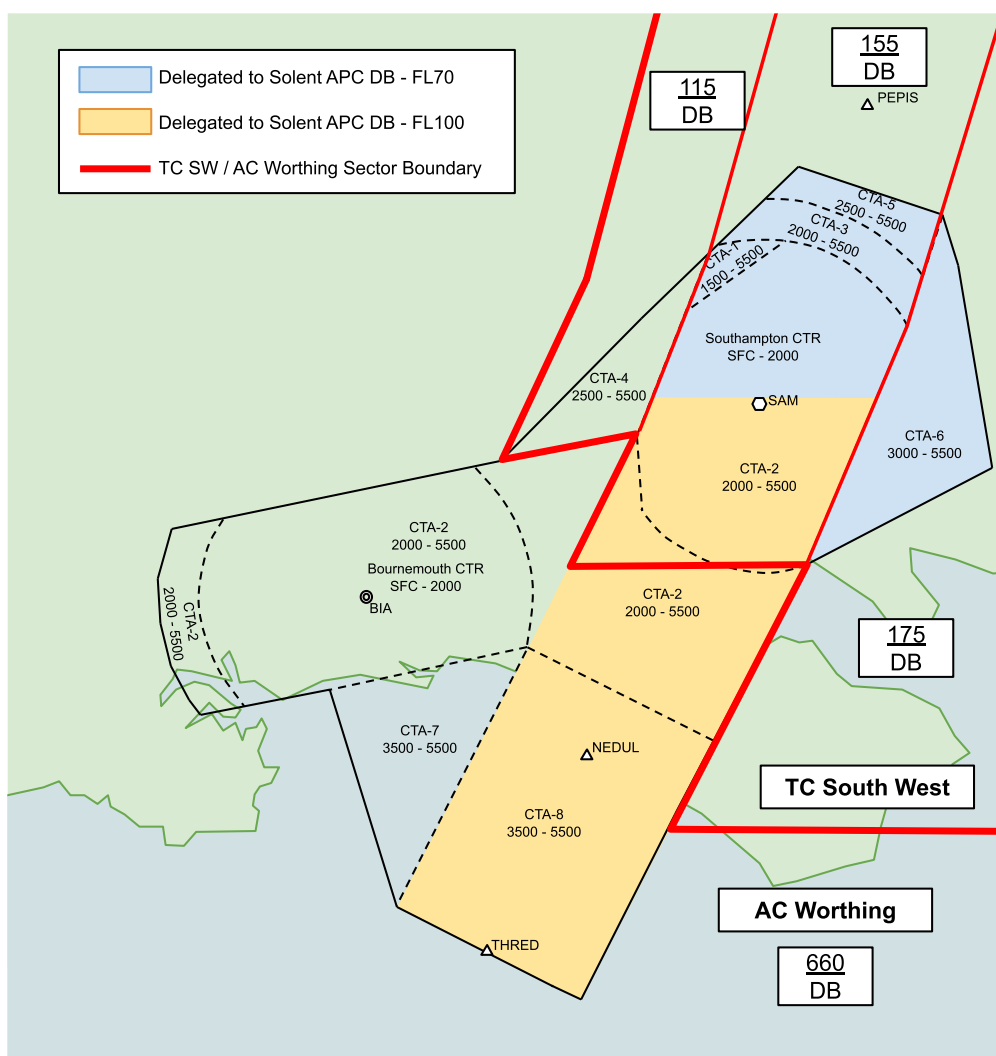 Delegated to Solent APC DB - FL70
Delegated to Solent APC DB - FL100
TC SW / AC Worthing Sector Boundary
115
DB
155
DB
PEPIS
CTA-5
2500 - 5500
CTA-3
2000 - 5500
CTA-1
1500 - 5500
Southampton CTR
SFC - 2000
CTA-4
2500 - 5500
SAM
CTA-6
3000 - 5500
CTA-2
2000 - 5500
CTA-2
2000 - 5500
Bournemouth CTR
SFC - 2000
BIA
CTA-2
2000 - 5500
CTA-2
2000 - 5500
175
DB
CTA-7
3500 - 5500
NEDUL
TC South West
CTA-8
3500 - 5500
AC Worthing
THRED
660
DB